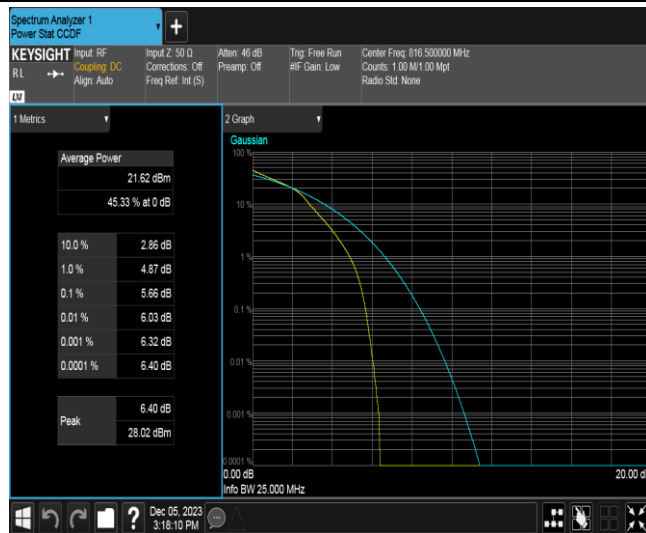 Spectrum Analyzer 1
Power Stat CCDF
KEYSIGHT
RL
Input: RF
Coupling: DC
Align: Auto
Input Z: 50 Ω
Corrections: Off
Freq Ref: Int (S)
Atten: 46 dB
Preamp: Off
Trig: Free Run
#IF Gain: Low
Center Freq: 816.500000 MHz
Counts: 1.00 M/1.00 Mpt
Radio Std: None
1 Metrics
Average Power
21.62 dBm
45.33 % at 0 dB
10.0 % 2.86 dB
1.0 % 4.87 dB
0.1 % 5.66 dB
0.01 % 6.03 dB
0.001 % 6.32 dB
0.0001 % 6.40 dB
Peak
6.40 dB
28.02 dBm
2 Graph
Gaussian
100 %
10 %
1 %
0.1 %
0.01 %
0.001 %
0.0001 %
0.00 dB
20.00 d
Info BW 25.000 MHz
?
Dec 05, 2023
3:18:10 PM